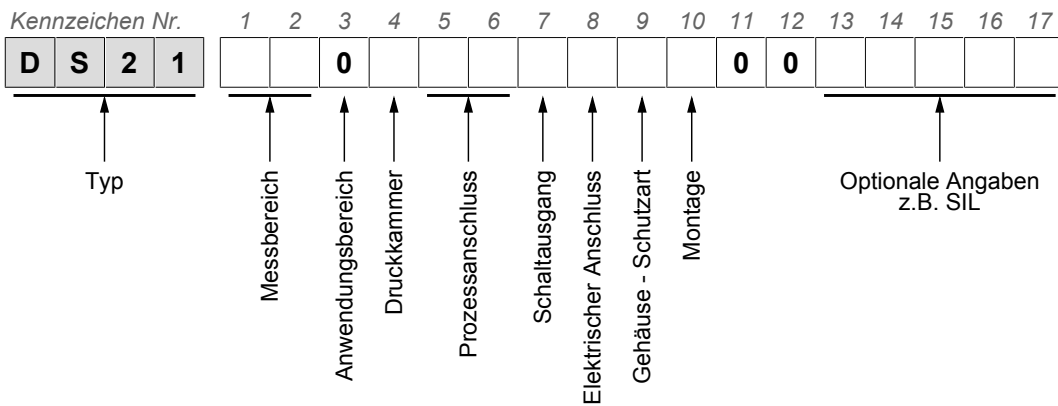 Kennzeichen Nr. 1 2 3 4 5 6 7 8 9 10 11 12 13 14 15 16 17
D S 2 1 0 0 0
Typ
Messbereich
Anwendungsbereich
Druckkammer
Prozessanschluss
Schaltausgang
Elektrischer Anschluss
Gehäuse - Schutzart
Montage
Optionale Angaben
z.B. SIL